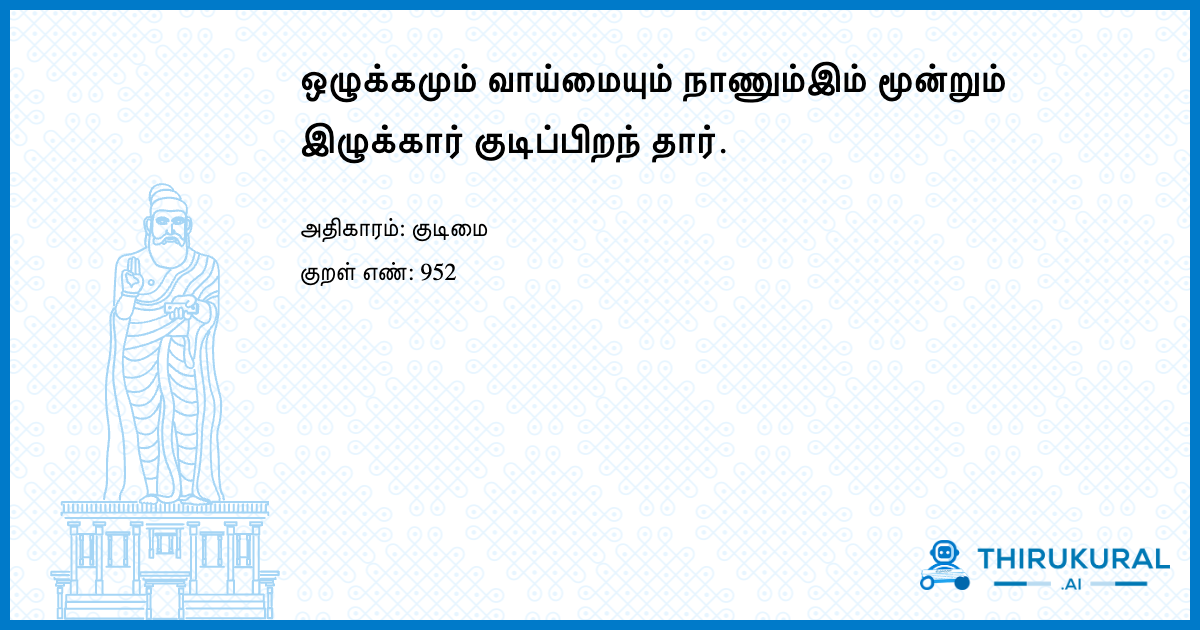 ஒழுக்கமும் வாய்மையும் நாணும்இம் மூன்றும்
இழுக்கார் குடிப்பிறந் தார்.
அதிகாரம்: குடிமை
குறள் எண்: 952
THIRUKURAL
.AI